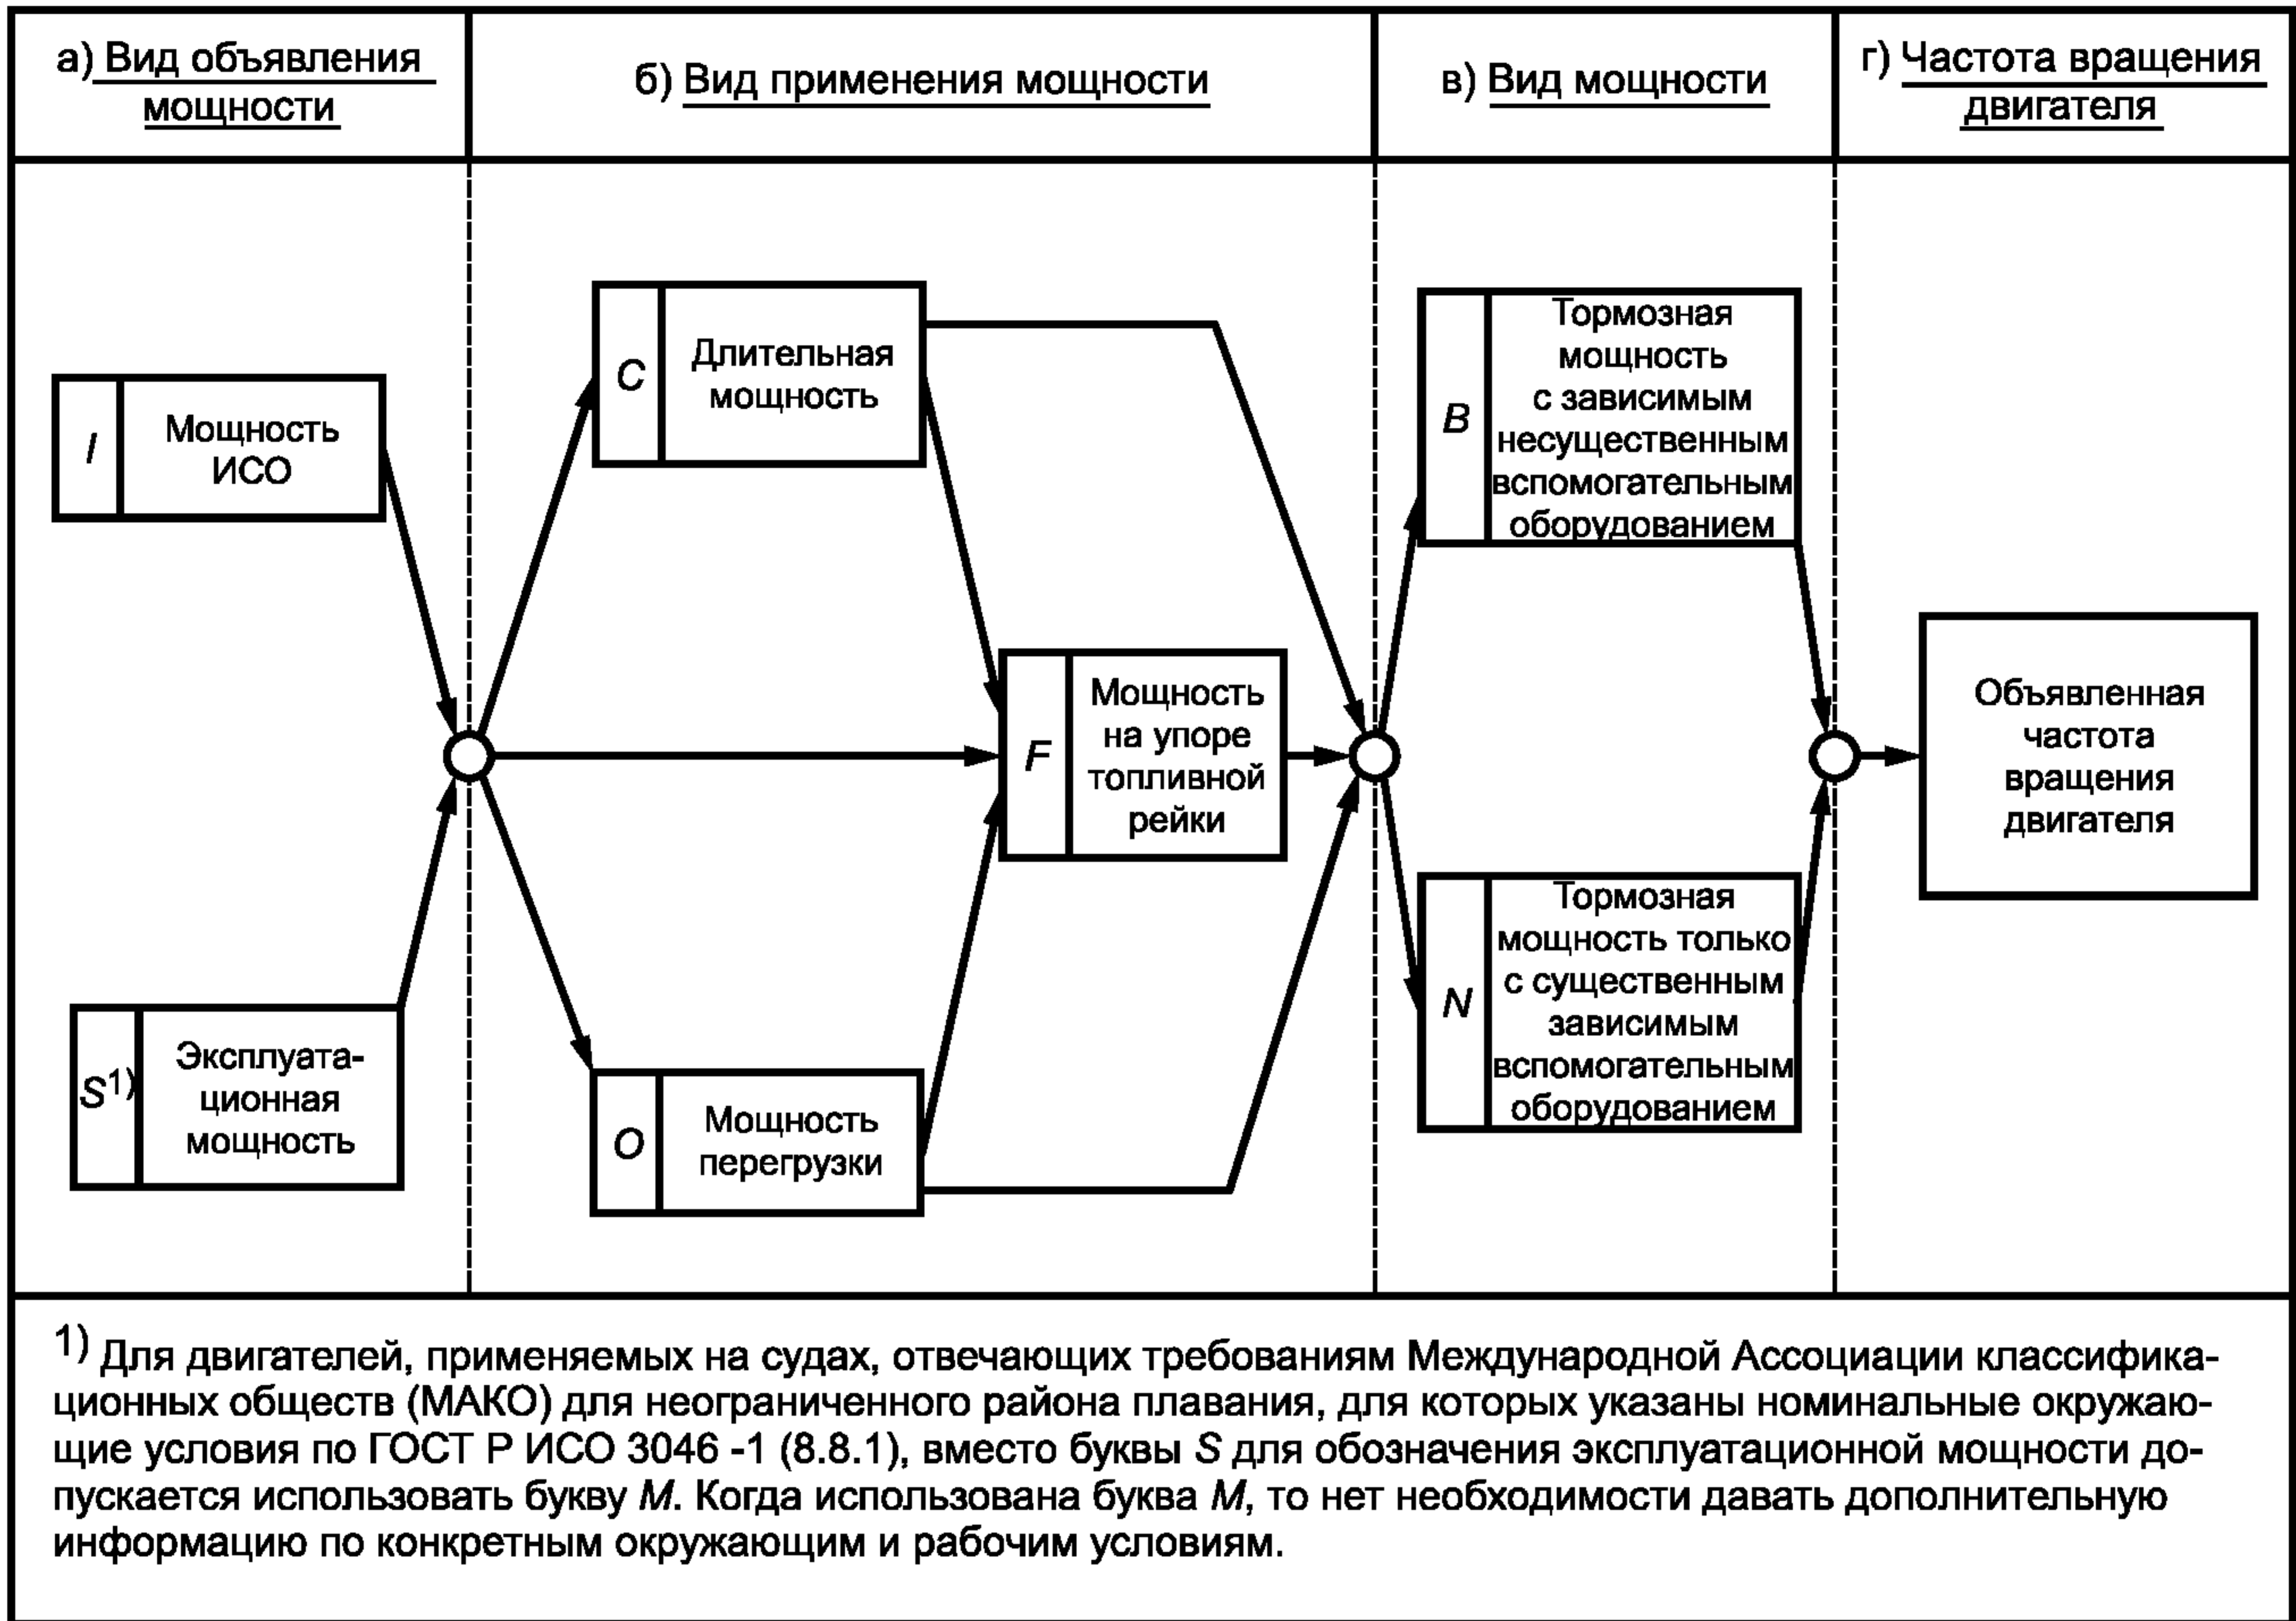 а) Вид объявления
мощности
б) Вид применения мощности
в) Вид мощности
г) Частота вращения
двигателя
I
Мощность
ИСО
S1)
Эксплуата-
ционная
мощность
C
Длительная
мощность
F
Мощность
на упоре
топливной
рейки
O
Мощность
перегрузки
B
Тормозная
мощность
с зависимым
несущественным
вспомогательным
оборудованием
N
Тормозная
мощность только
с существенным
зависимым
вспомогательным
оборудованием
Объявленная
частота
вращения
двигателя
1) Для двигателей, применяемых на судах, отвечающих требованиям Международной Ассоциации классифика-
ционных обществ (МАКО) для неограниченного района плавания, для которых указаны номинальные окружаю-
щие условия по ГОСТ Р ИСО 3046 -1 (8.8.1), вместо буквы S для обозначения эксплуатационной мощности до-
пускается использовать букву M. Когда использована буква M, то нет необходимости давать дополнительную
информацию по конкретным окружающим и рабочим условиям.